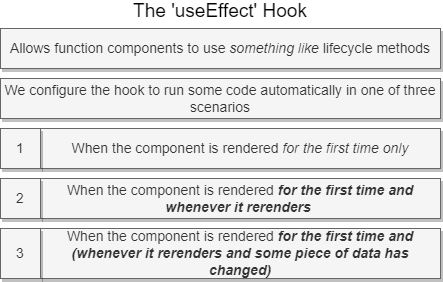 The 'useEffect' Hook
Allows function components to use something like lifecycle methods
We configure the hook to run some code automatically in one of three
scenarios
1
When the component is rendered for the first time only
2
When the component is rendered for the first time and
whenever it rerenders
3
When the component is rendered for the first time and
(whenever it rerenders and some piece of data has
changed)